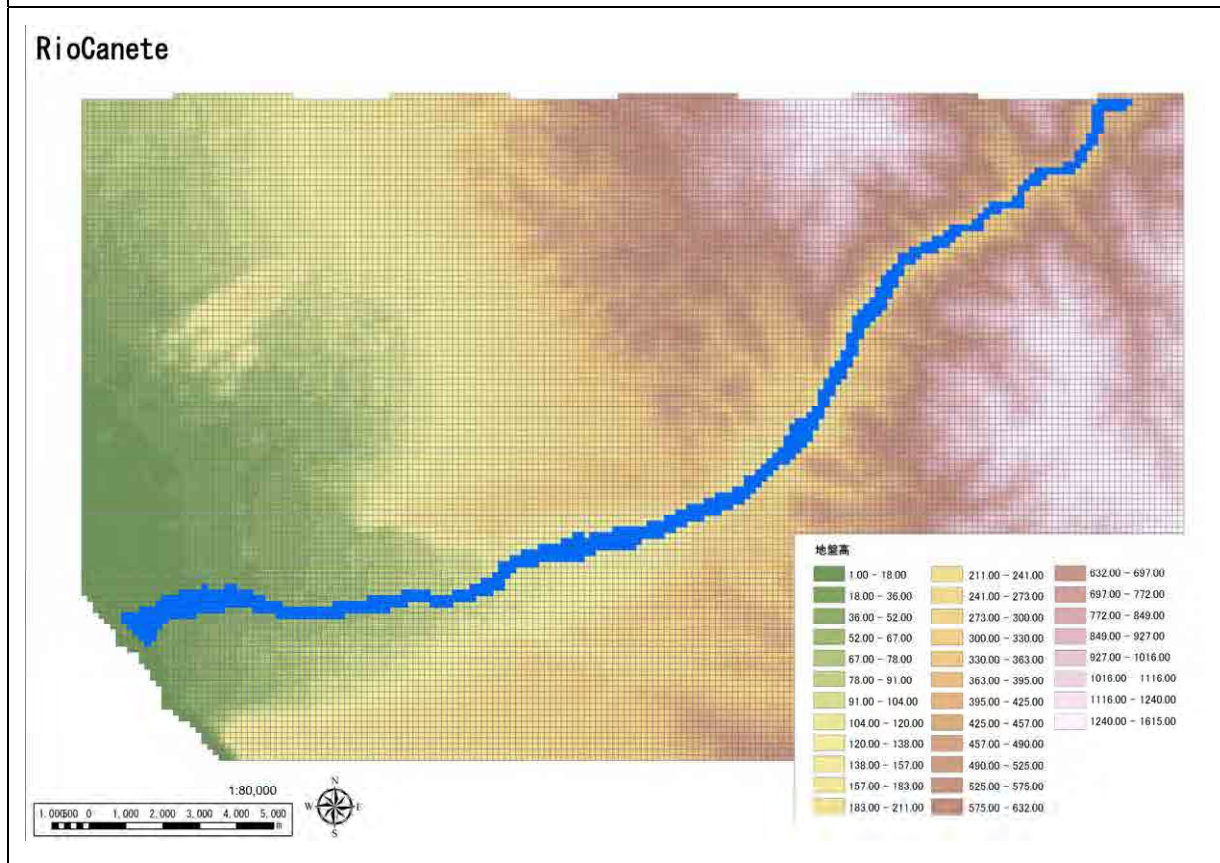 RioCanete
地盤高
1.00 - 18.00
18.00 - 36.00
36.00 - 52.00
52.00 - 67.00
67.00 - 78.00
78.00 - 91.00
91.00 - 104.00
104.00 - 120.00
120.00 - 138.00
138.00 - 157.00
157.00 - 183.00
183.00 - 211.00
211.00 - 241.00
241.00 - 273.00
273.00 - 300.00
300.00 - 330.00
330.00 - 363.00
363.00 - 395.00
395.00 - 425.00
425.00 - 457.00
457.00 - 490.00
490.00 - 525.00
525.00 - 575.00
575.00 - 632.00
632.00 - 697.00
697.00 - 772.00
772.00 - 849.00
849.00 - 927.00
927.00 - 1016.00
1016.00 - 1116.00
1116.00 - 1240.00
1240.00 - 1615.00
1:80,000
1,000500 0 1,000 2,000 3,000 4,000 5,000
m
N
W E
S